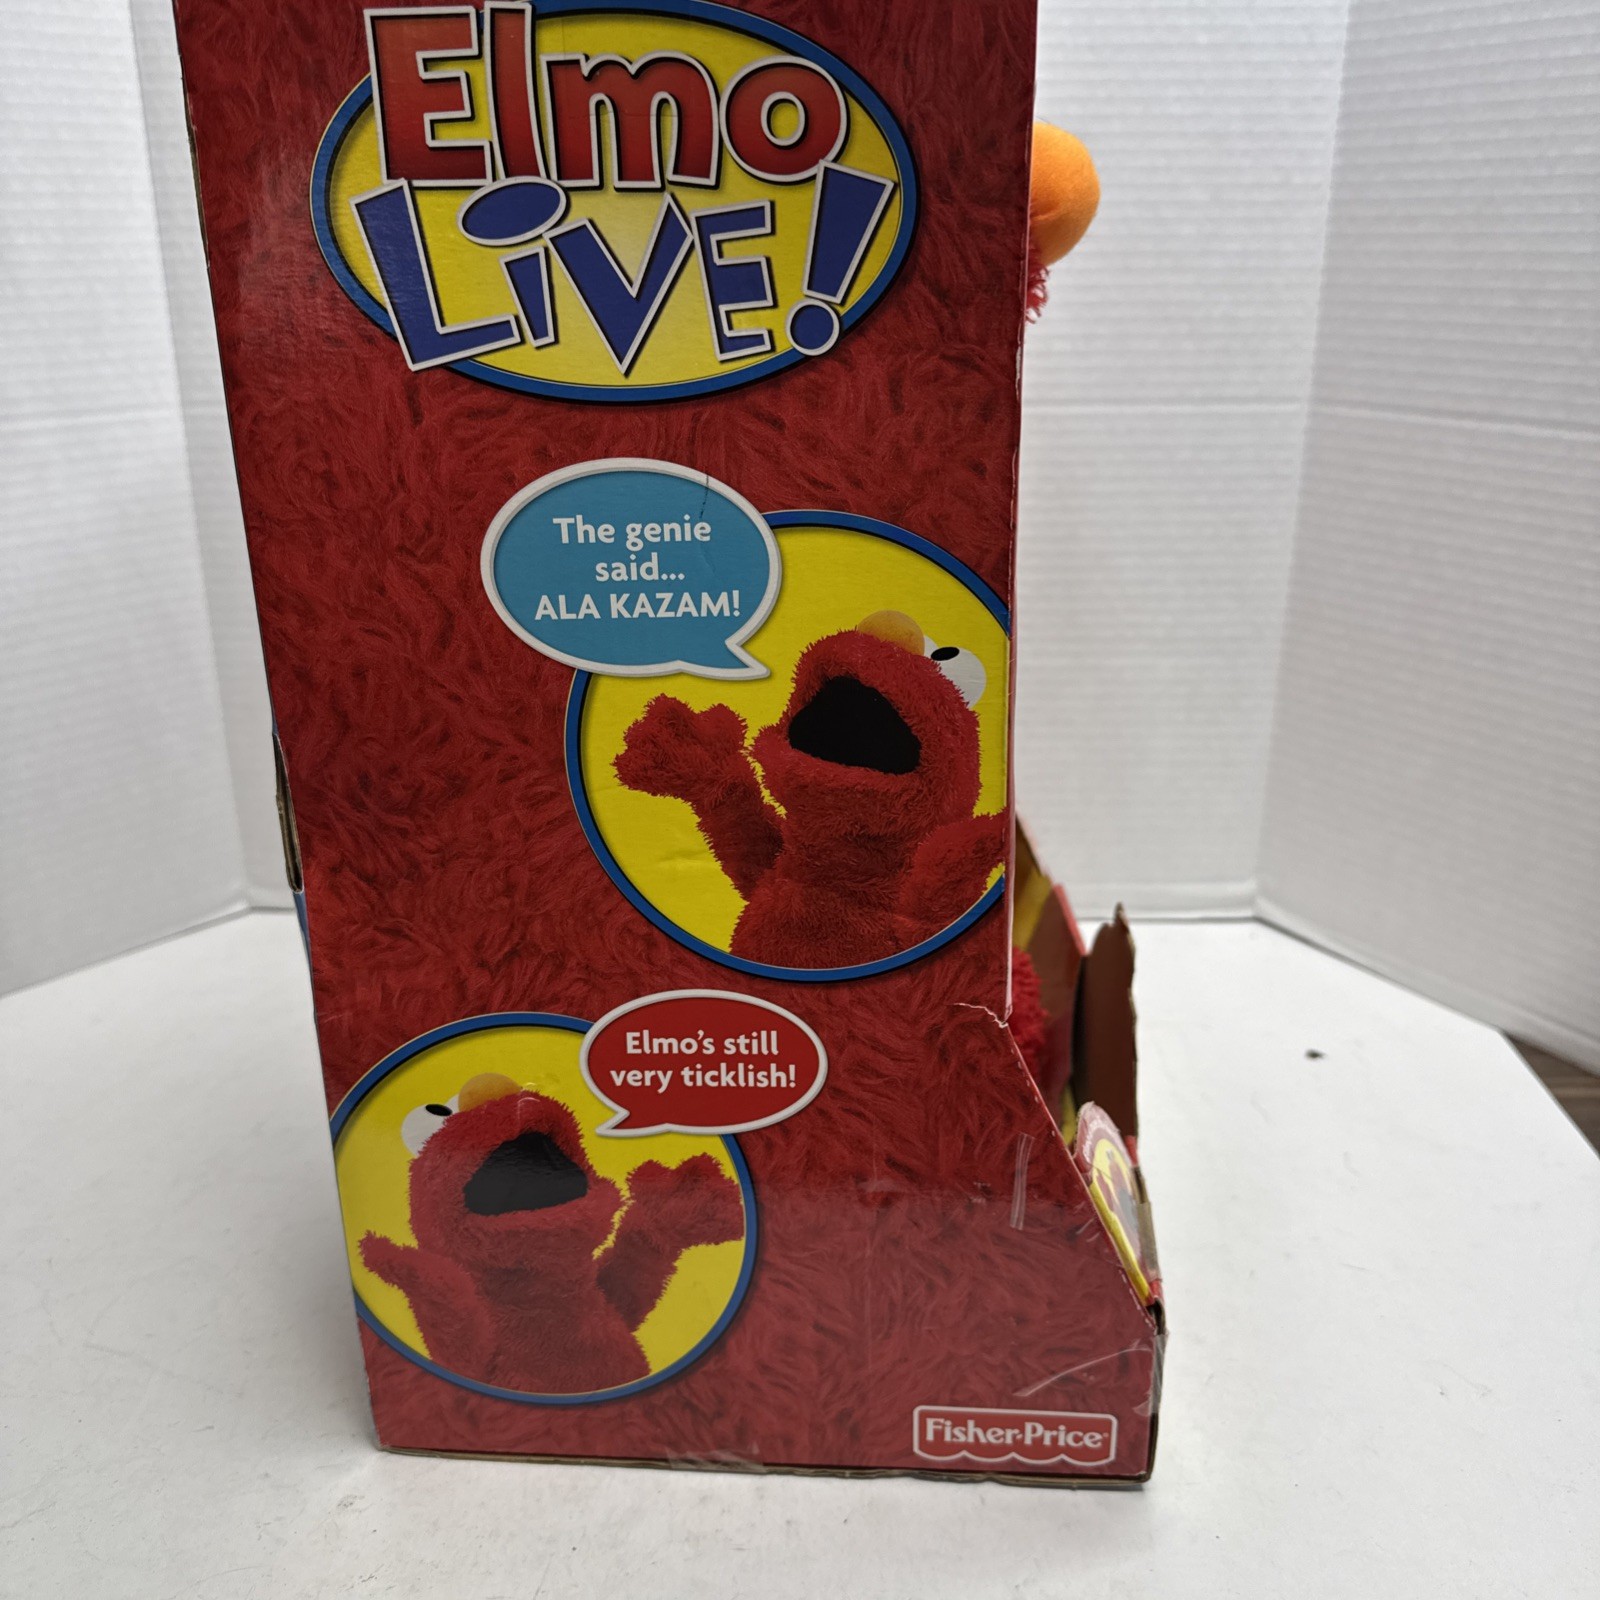 Elmo
LiVE!
The genie
said...
ALA KAZAM!
Elmo's still
very ticklish!
Fisher-Price